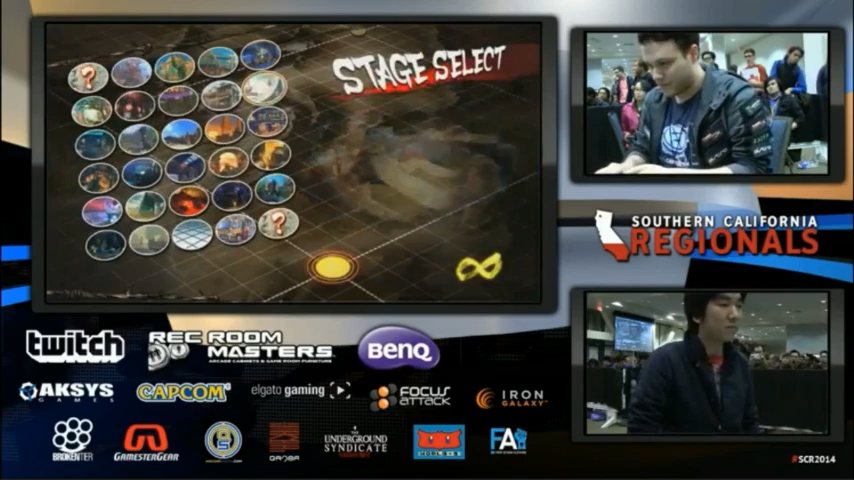 STAGE SELECT
?
?
SOUTHERN CALIFORNIA
REGIONALS
twitch
REC ROOM
MASTERS
ARCADE CABINETS & GAME ROOM FURNITURE
BenQ
AKSYS
GAMES
CAPCOM
elgato gaming
FOCUS
ATTACK
IRON
GALAXY
BROKENTIER
GAMESTERGEAR
QANBA
THE
UNDERGROUND
SYNDICATE
FA
#SCR2014